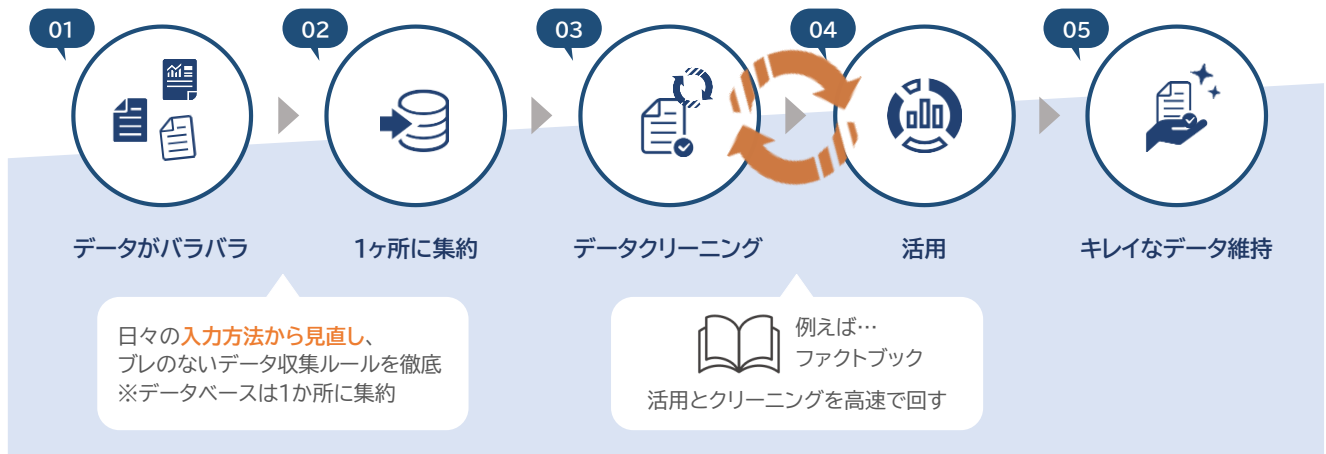 01
02
03
04
05
データがバラバラ
1ヶ所に集約
データクリーニング
活用
キレイなデータ維持
日々の入力方法から見直し、
ブレのないデータ収集ルールを徹底
※データベースは1か所に集約
例えば…
ファクトブック
活用とクリーニングを高速で回す